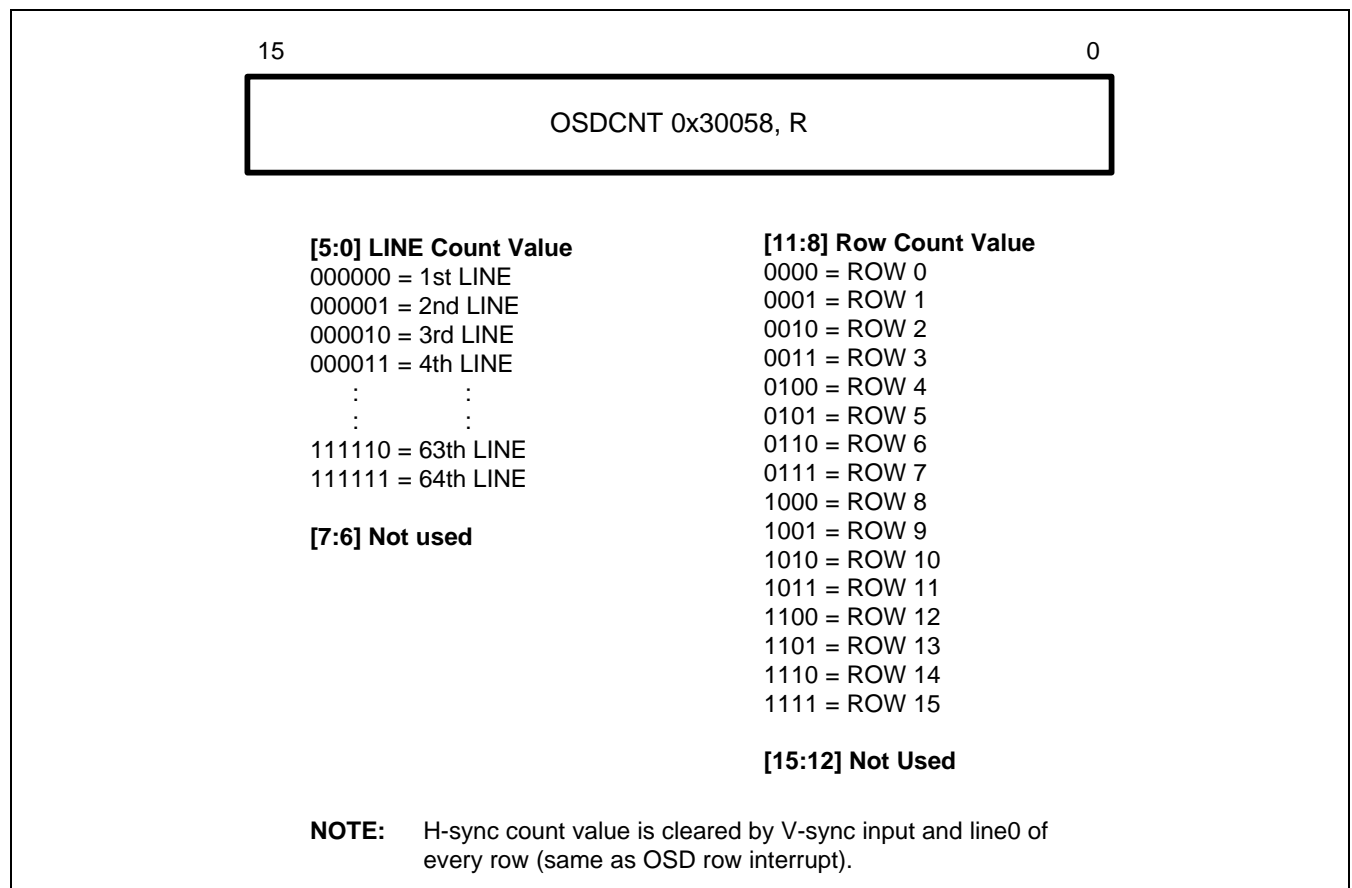 15 0
OSDCNT 0x30058, R
[5:0] LINE Count Value
000000 = 1st LINE
000001 = 2nd LINE
000010 = 3rd LINE
000011 = 4th LINE
: :
: :
111110 = 63th LINE
111111 = 64th LINE
[7:6] Not used
[11:8] Row Count Value
0000 = ROW 0
0001 = ROW 1
0010 = ROW 2
0011 = ROW 3
0100 = ROW 4
0101 = ROW 5
0110 = ROW 6
0111 = ROW 7
1000 = ROW 8
1001 = ROW 9
1010 = ROW 10
1011 = ROW 11
1100 = ROW 12
1101 = ROW 13
1110 = ROW 14
1111 = ROW 15
[15:12] Not Used
NOTE: H-sync count value is cleared by V-sync input and line0 of
every row (same as OSD row interrupt).